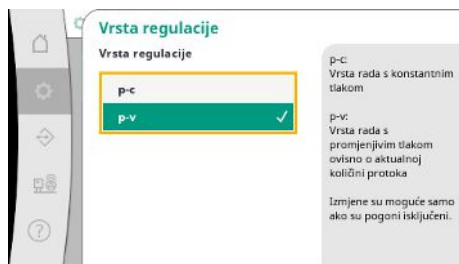 Vrsta regulacije
Vrsta regulacije
p-c
p-v
p-c:
Vrsta rada s konstantnim
tlakom
p-v:
Vrsta rada s
promjenjivim tlakom
ovisno o aktualnoj
količini protoka
Izmjene su moguće samo
ako su pogoni isključeni.